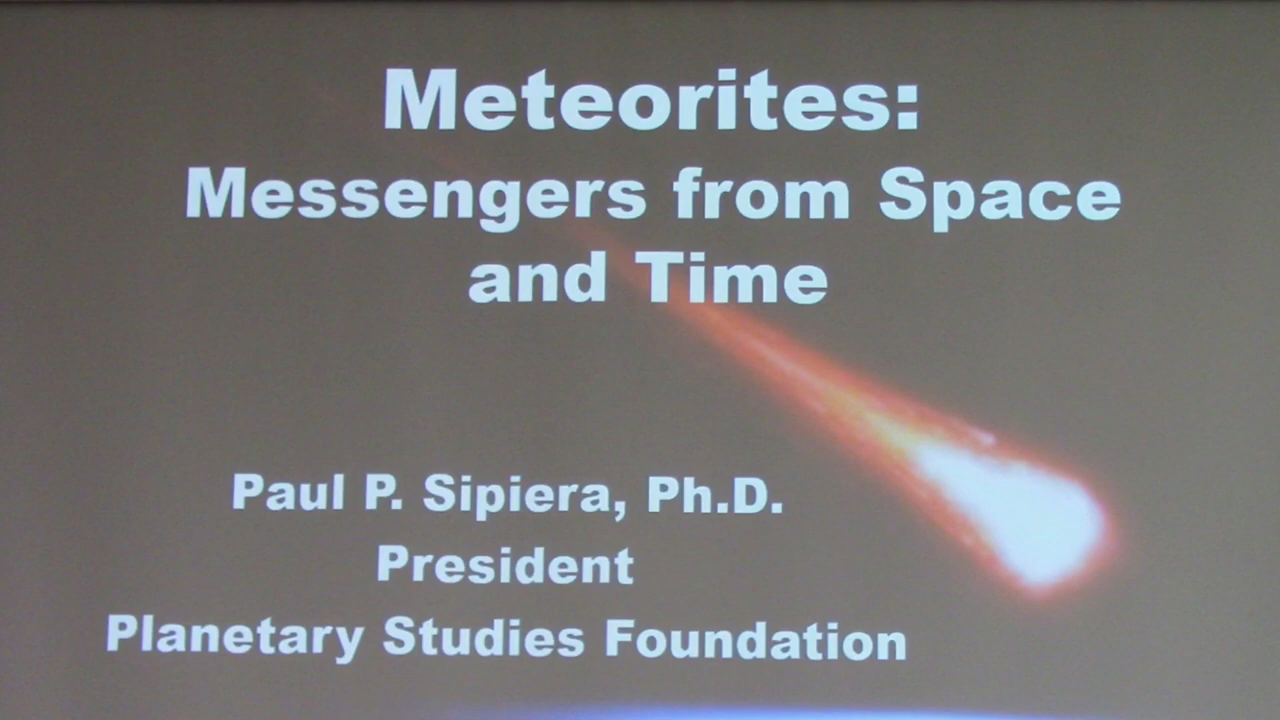 Meteorites:
Messengers from Space
and Time
Paul P. Sipiera, Ph.D.
President
Planetary Studies Foundation